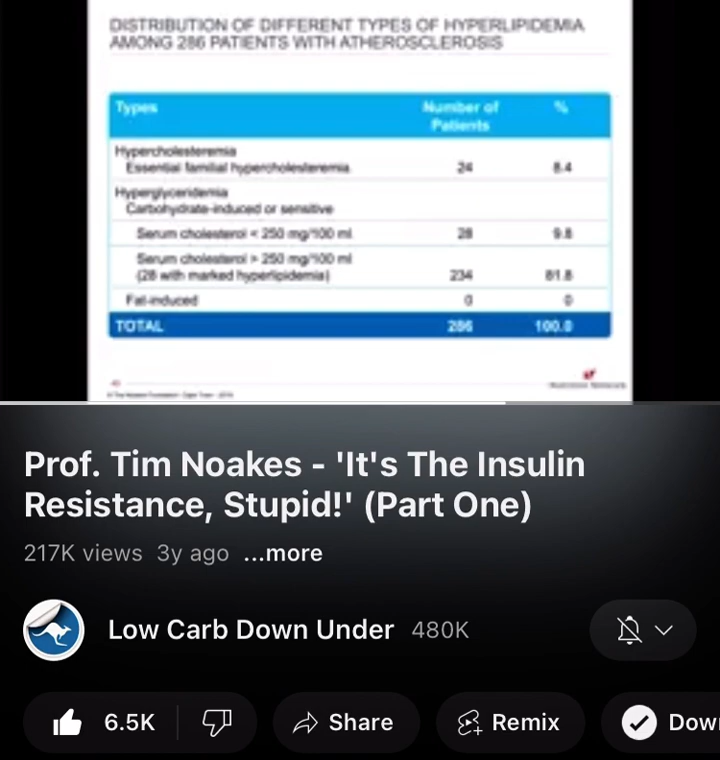 DISTRIBUTION OF DIFFERENT TYPES OF HYPERLIPIDEMIA
AMONG 286 PATIENTS WITH ATHEROSCLEROSIS
Types Number of Patients %
Hypercholesteremia
Essential familial hypercholesteremia 24 8.4
Hyperglyceridemia
Carbohydrate-induced or sensitive
Serum cholesterol < 250 mg/100 ml 28 9.8
Serum cholesterol > 250 mg/100 ml
(28 with marked hyperlipidemia) 234 81.8
Fat-induced 0 0
TOTAL 286 100.0
Prof. Tim Noakes - 'It's The Insulin
Resistance, Stupid!' (Part One)
217K views 3y ago ...more
Low Carb Down Under 480K
6.5K Share Remix Down